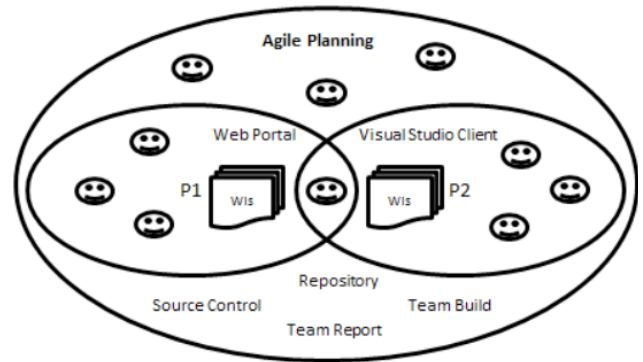 Agile Planning
Web Portal
Visual Studio Client
P1
WIs
WIs
P2
Repository
Source Control
Team Build
Team Report